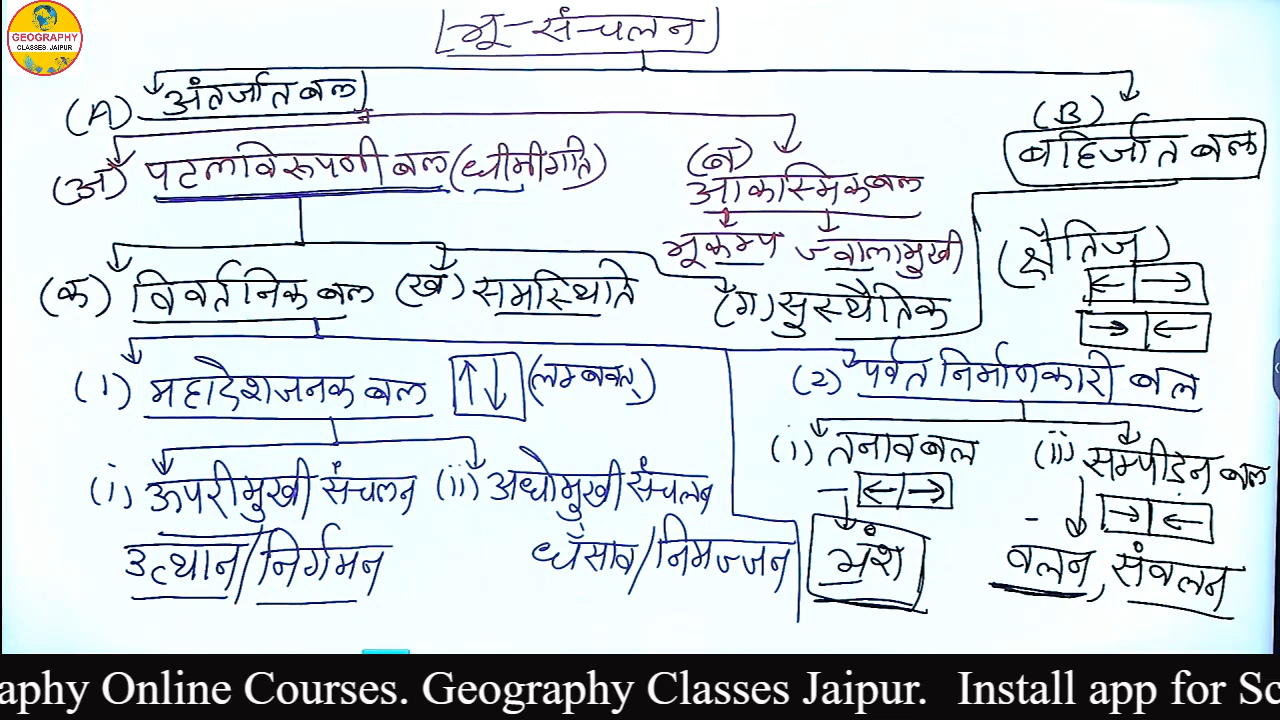 GEOGRAPHY
CLASSES JAIPUR
भू-संचलन
(A) अंतर्जात बल
(B)
बहिर्जात बल
(अ) पटलविरूपणी बल (धीमी गति)
(ब)
आकस्मिक बल
भूकम्प ज्वालामुखी
(क्षैतिज)
← →
→ ←
(क) विवर्तनिक बल (ख) समस्थिति (ग) सुस्थैतिक
(1) महादेशजनक बल ↑↓ (लम्बवत्)
(2) पर्वत निर्माणकारी बल
(i) ऊपरीमुखी संचलन (ii) अधोमुखी संचलन
उत्थान/निर्गमन धँसाव/निमज्जन
(i) तनाव बल (ii) सम्पीड़न बल
← → → ←
भ्रंश वलन, संवलन
aphy Online Courses. Geography Classes Jaipur. Install app for Sc